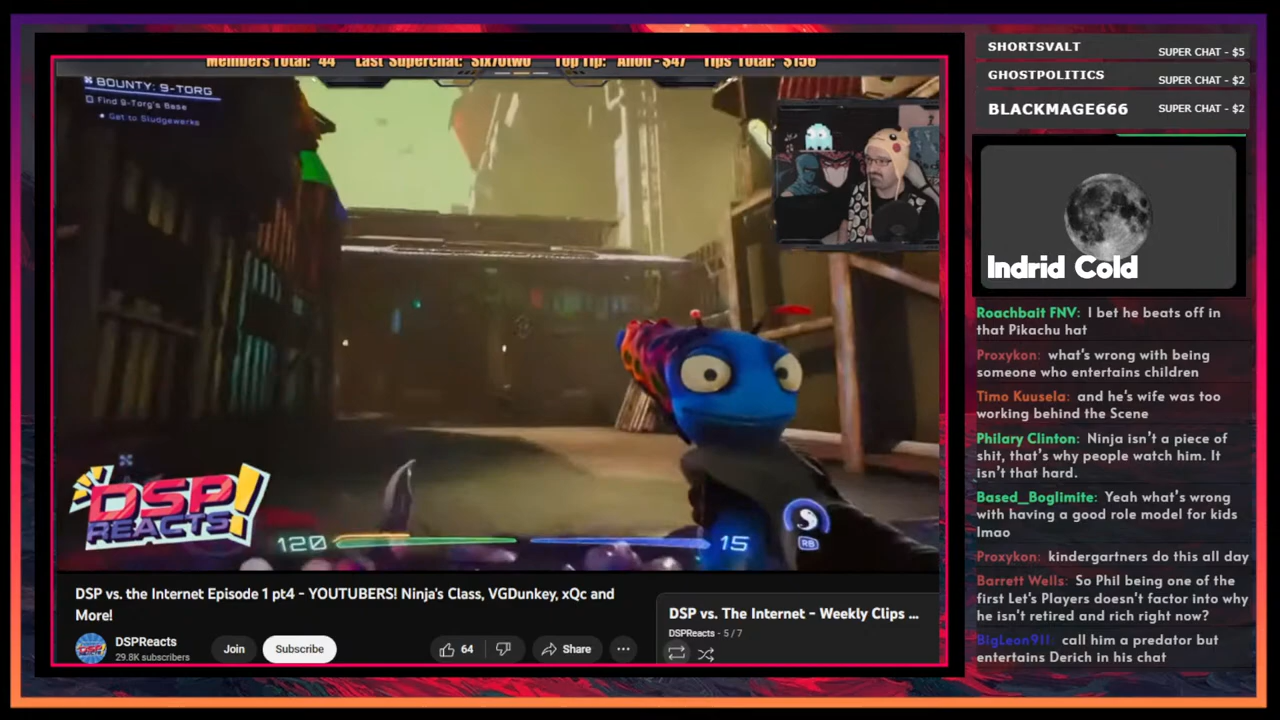 Members Total: 44 Last Superchat: Six7otwo Top Tip: Anon - $47 Tips Total: $156
BOUNTY: 9-TORG
Find 9-Torg's Base
Get to Sludgewerks
DSP
REACTS!
120
15
RB
DSP vs. the Internet Episode 1 pt4 - YOUTUBERS! Ninja's Class, VGDunkey, xQc and
More!
DSPReacts
29.8K subscribers
Join
Subscribe
64
Share
DSP vs. The Internet - Weekly Clips ...
DSPReacts - 5 / 7
SHORTSVALT SUPER CHAT - $5
GHOSTPOLITICS SUPER CHAT - $2
BLACKMAGE666 SUPER CHAT - $2
Indrid Cold
Roachbait FNV: I bet he beats off in
that Pikachu hat
Proxykon: what's wrong with being
someone who entertains children
Timo Kuusela: and he's wife was too
working behind the Scene
Philary Clinton: Ninja isn't a piece of
shit, that's why people watch him. It
isn't that hard.
Based_Boglimite: Yeah what's wrong
with having a good role model for kids
lmao
Proxykon: kindergartners do this all day
Barrett Wells: So Phil being one of the
first Let's Players doesn't factor into why
he isn't retired and rich right now?
BigLeon911: call him a predator but
entertains Derich in his chat